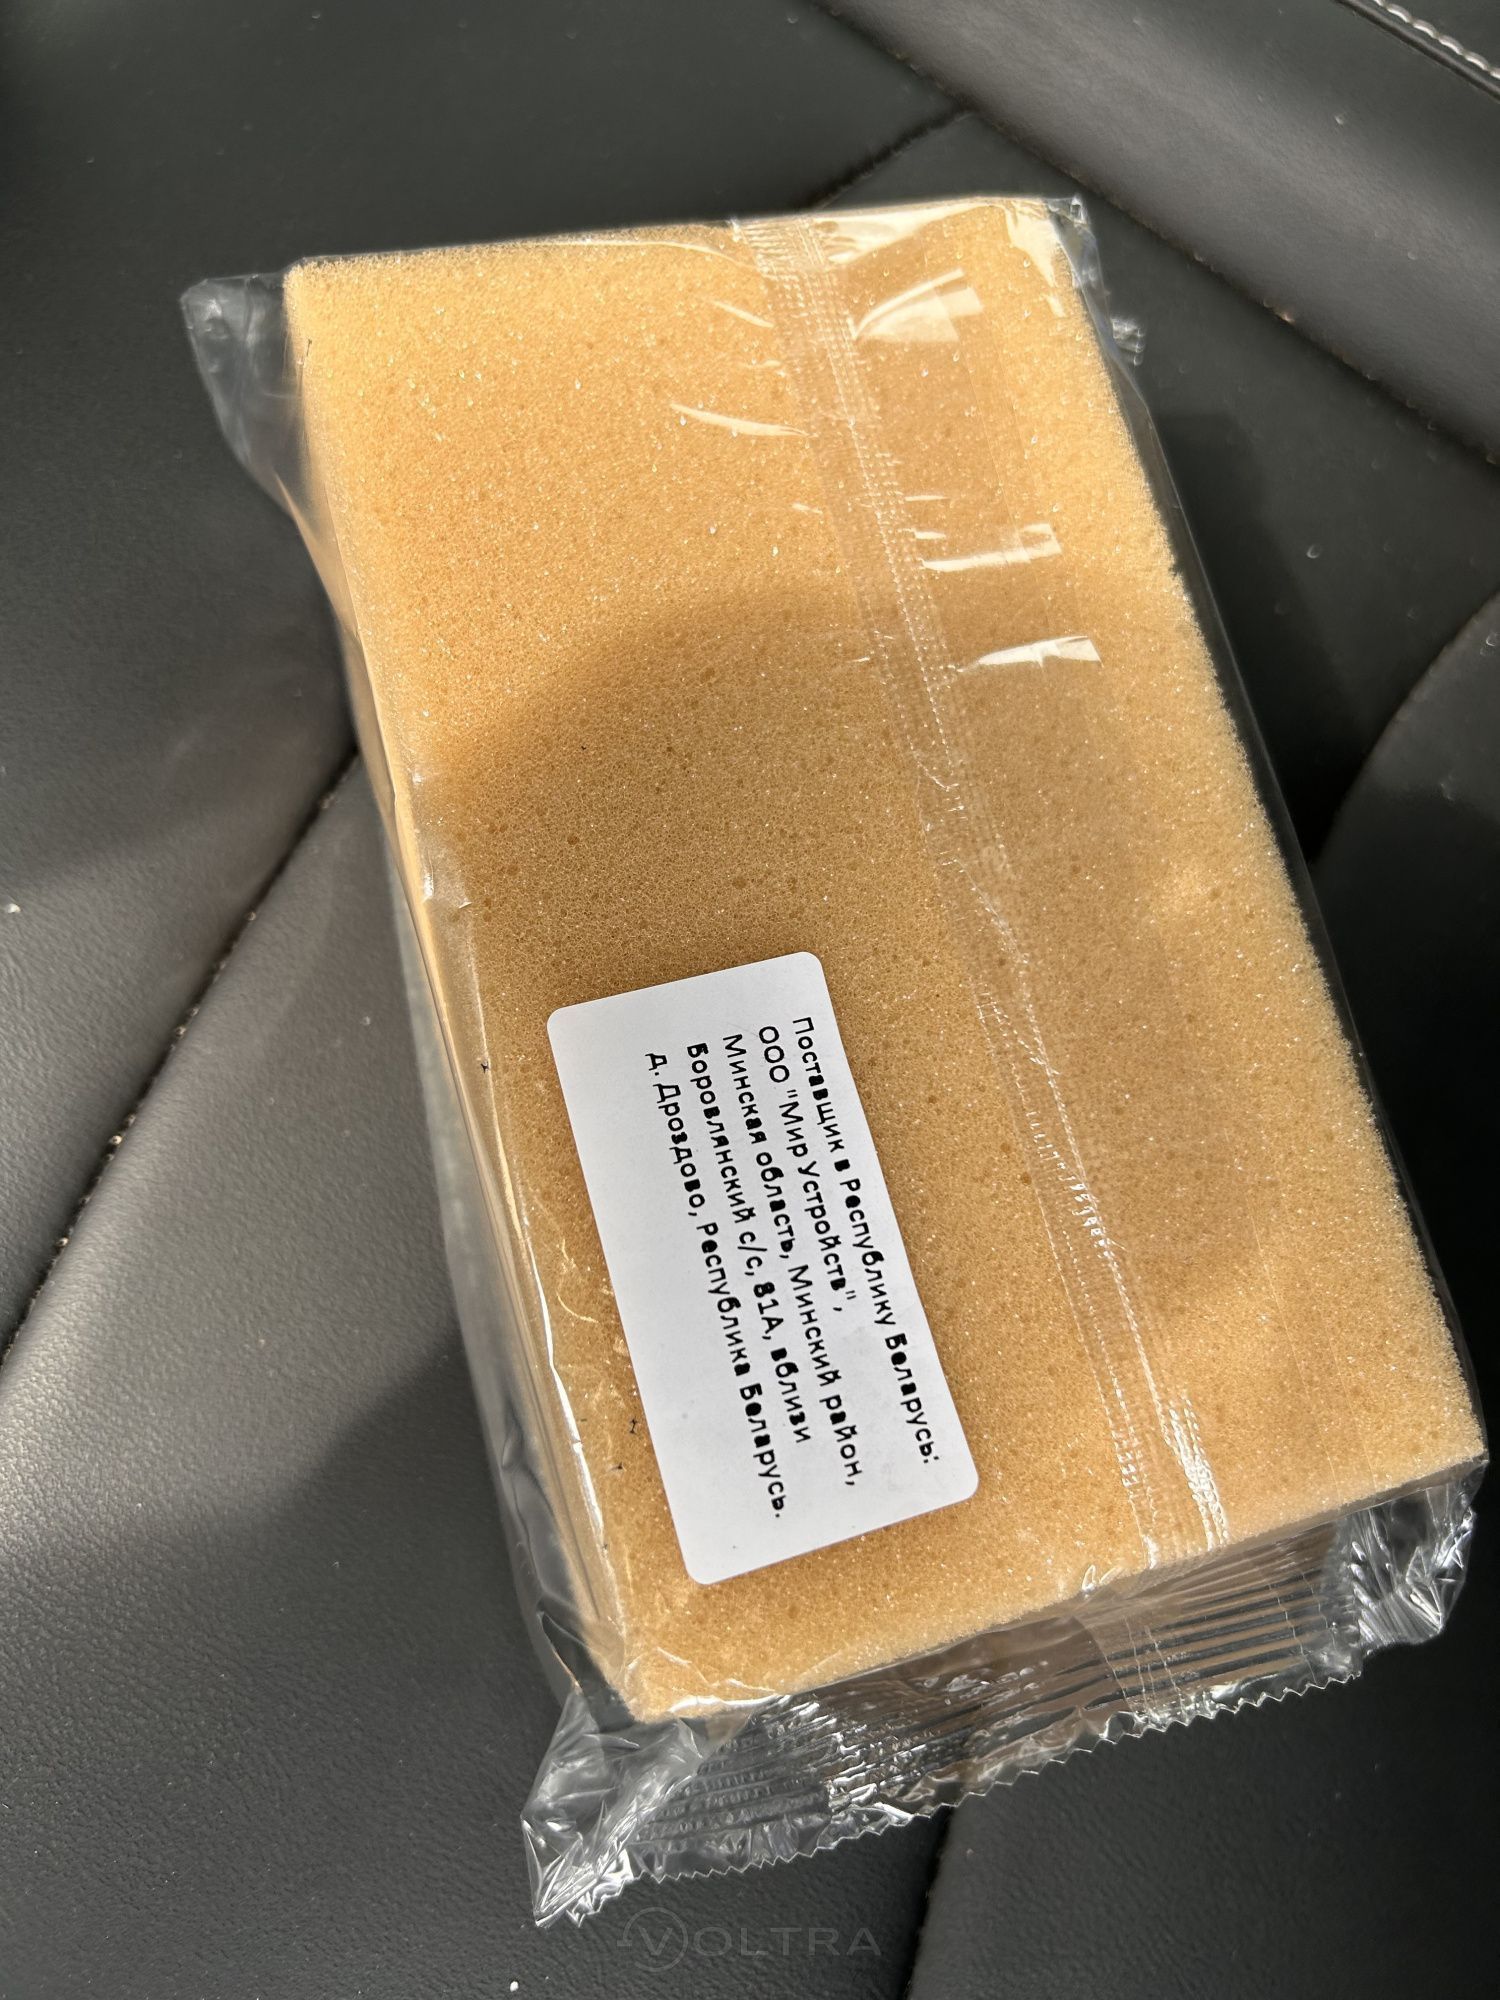 Поставщик в Республику Беларусь:
ООО "Мир Устройств",
Минская область, Минский район,
Боровлянский с/с, 81А, вблизи
д. Дроздово, Республика Беларусь.
VOLTRA